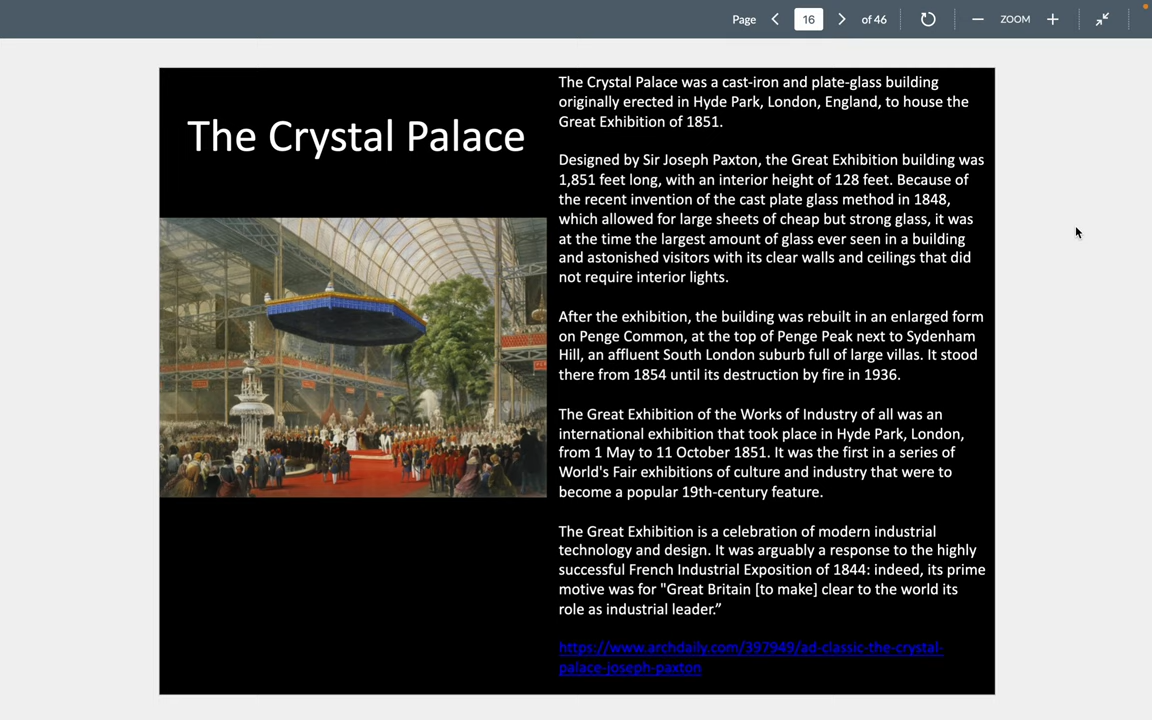 Page 16 of 46 ZOOM
The Crystal Palace
The Crystal Palace was a cast-iron and plate-glass building
originally erected in Hyde Park, London, England, to house the
Great Exhibition of 1851.
Designed by Sir Joseph Paxton, the Great Exhibition building was
1,851 feet long, with an interior height of 128 feet. Because of
the recent invention of the cast plate glass method in 1848,
which allowed for large sheets of cheap but strong glass, it was
at the time the largest amount of glass ever seen in a building
and astonished visitors with its clear walls and ceilings that did
not require interior lights.
After the exhibition, the building was rebuilt in an enlarged form
on Penge Common, at the top of Penge Peak next to Sydenham
Hill, an affluent South London suburb full of large villas. It stood
there from 1854 until its destruction by fire in 1936.
The Great Exhibition of the Works of Industry of all was an
international exhibition that took place in Hyde Park, London,
from 1 May to 11 October 1851. It was the first in a series of
World's Fair exhibitions of culture and industry that were to
become a popular 19th-century feature.
The Great Exhibition is a celebration of modern industrial
technology and design. It was arguably a response to the highly
successful French Industrial Exposition of 1844: indeed, its prime
motive was for "Great Britain [to make] clear to the world its
role as industrial leader.”
https://www.archdaily.com/397949/ad-classic-the-crystal-
palace-joseph-paxton